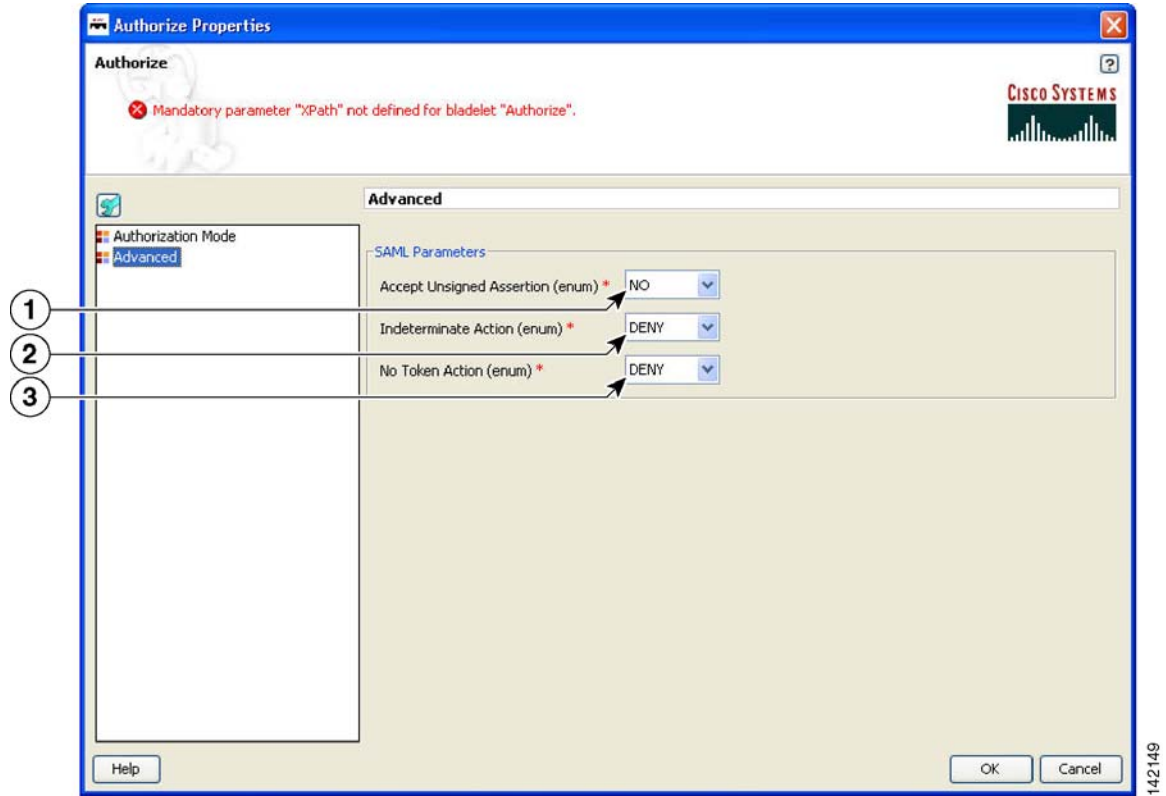 Authorize Properties
Authorize
?
Mandatory parameter "XPath" not defined for bladelet "Authorize".
CISCO SYSTEMS
Advanced
Authorization Mode
Advanced
SAML Parameters
Accept Unsigned Assertion (enum) * NO
Indeterminate Action (enum) * DENY
No Token Action (enum) * DENY
1
2
3
Help
OK
Cancel
142149